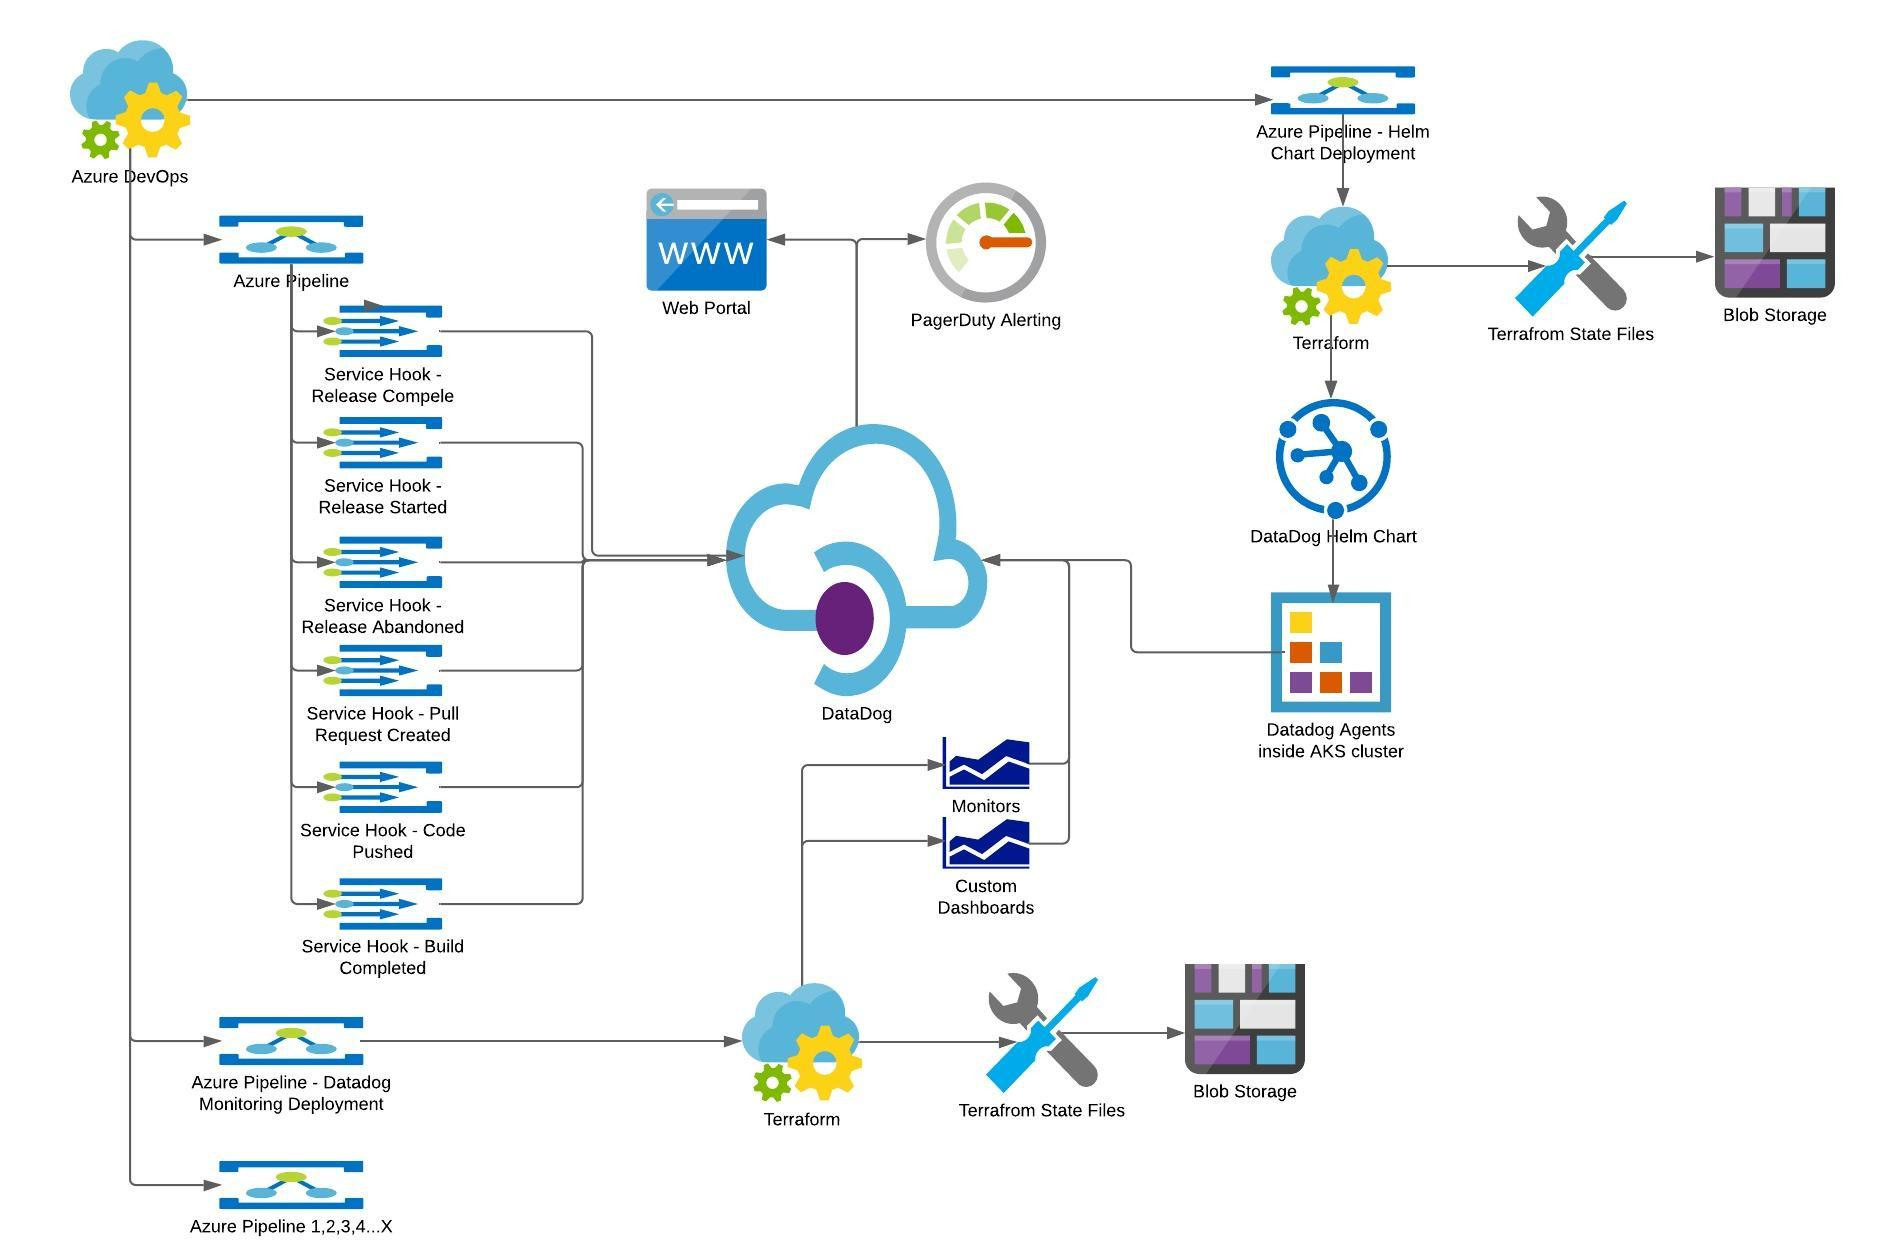 Azure DevOps
Azure Pipeline - Helm
Chart Deployment
Azure Pipeline
WWW
Web Portal
PagerDuty Alerting
Terraform
Terrafrom State Files
Blob Storage
Service Hook -
Release Compele
Service Hook -
Release Started
Service Hook -
Release Abandoned
Service Hook - Pull
Request Created
Service Hook - Code
Pushed
Service Hook - Build
Completed
DataDog
DataDog Helm Chart
Datadog Agents
inside AKS cluster
Monitors
Custom
Dashboards
Azure Pipeline - Datadog
Monitoring Deployment
Terraform
Terrafrom State Files
Blob Storage
Azure Pipeline 1,2,3,4...X